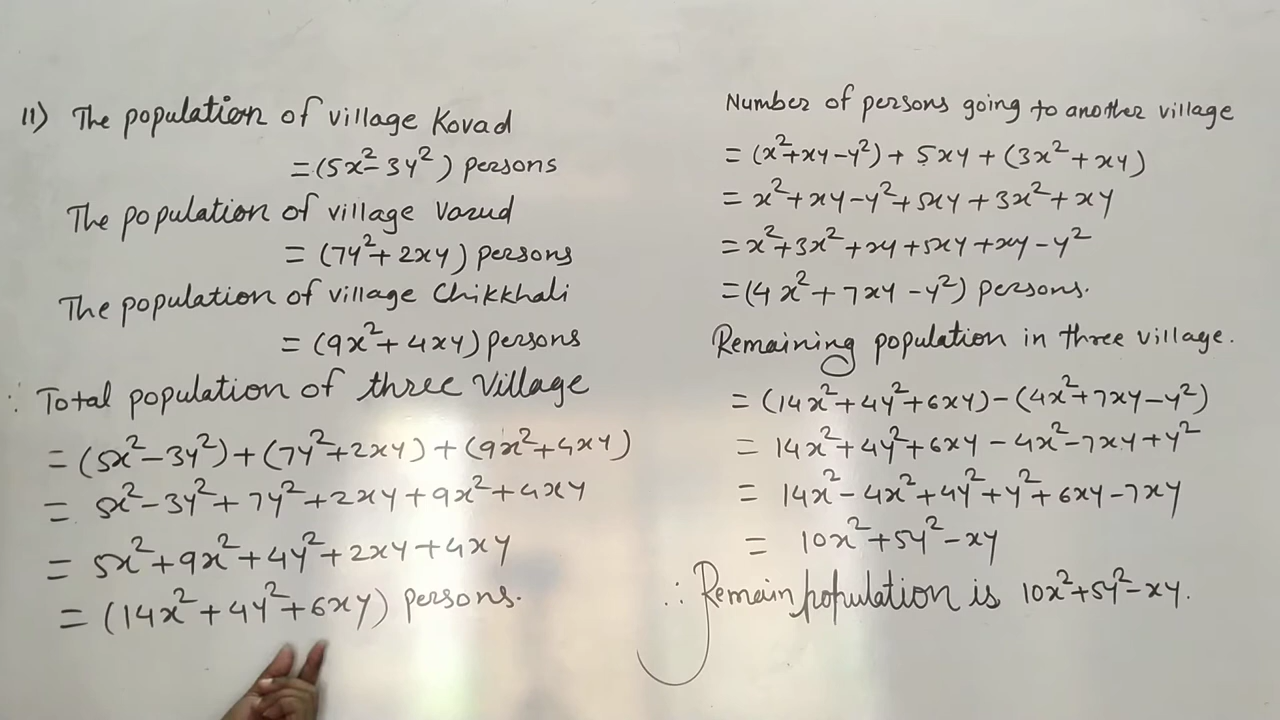 11) The population of village Kovad
= (5x² - 3y²) persons
The population of village Varud
= (7y² + 2xy) persons
The population of village Chikkhali
= (9x² + 4xy) persons
∴ Total population of three Village
= (5x² - 3y²) + (7y² + 2xy) + (9x² + 4xy)
= 5x² - 3y² + 7y² + 2xy + 9x² + 4xy
= 5x² + 9x² + 4y² + 2xy + 4xy
= (14x² + 4y² + 6xy) persons.
Number of persons going to another village
= (x² + xy - y²) + 5xy + (3x² + xy)
= x² + xy - y² + 5xy + 3x² + xy
= x² + 3x² + xy + 5xy + xy - y²
= (4x² + 7xy - y²) persons.
Remaining population in three village.
= (14x² + 4y² + 6xy) - (4x² + 7xy - y²)
= 14x² + 4y² + 6xy - 4x² - 7xy + y²
= 14x² - 4x² + 4y² + y² + 6xy - 7xy
= 10x² + 5y² - xy
∴ Remain population is 10x² + 5y² - xy.